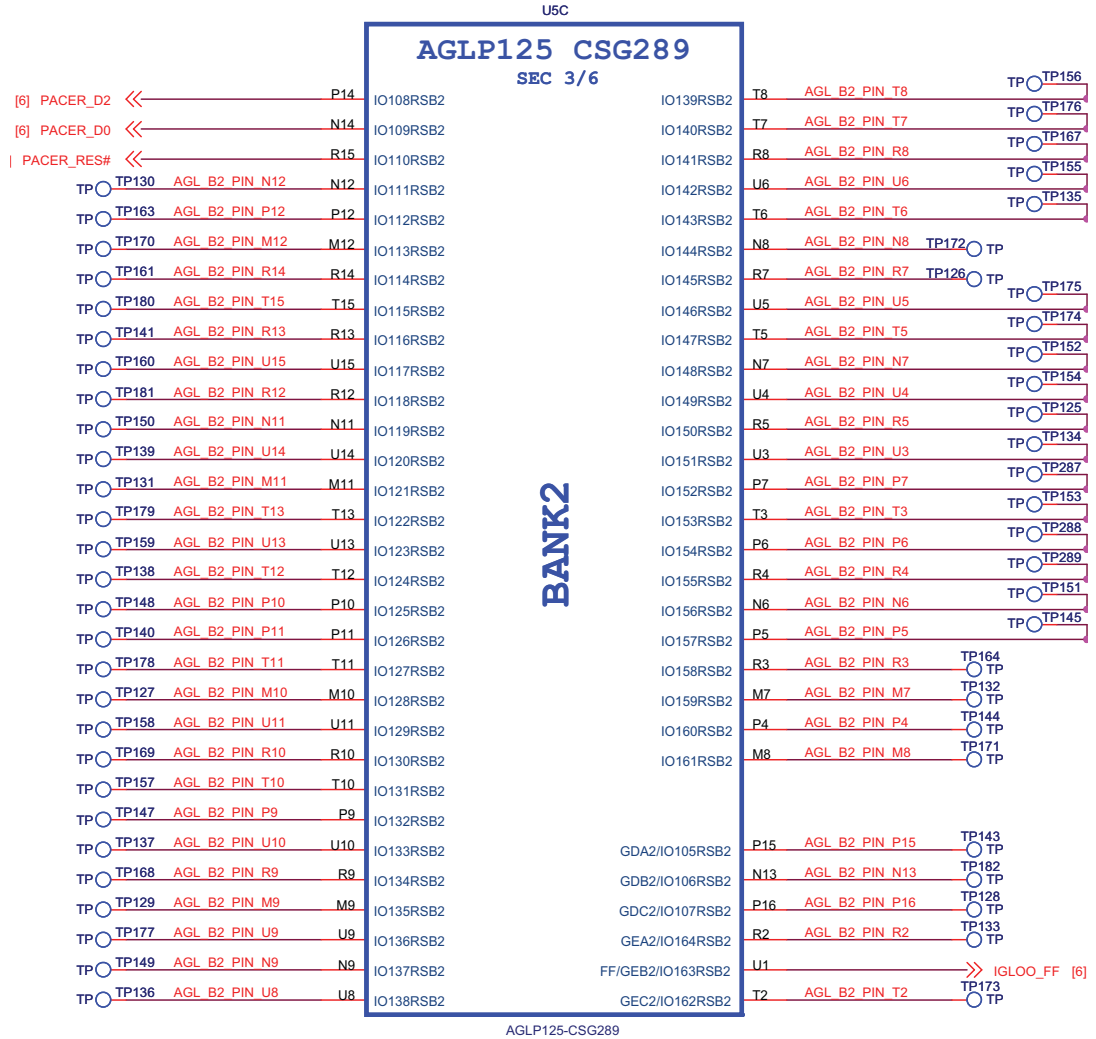 U5C
AGLP125 CSG289
SEC 3/6
BANK2
[6] PACER_D2 P14 IO108RSB2
[6] PACER_D0 N14 IO109RSB2
] PACER_RES# R15 IO110RSB2
TP TP130 AGL_B2_PIN_N12 N12 IO111RSB2
TP TP163 AGL_B2_PIN_P12 P12 IO112RSB2
TP TP170 AGL_B2_PIN_M12 M12 IO113RSB2
TP TP161 AGL_B2_PIN_R14 R14 IO114RSB2
TP TP180 AGL_B2_PIN_T15 T15 IO115RSB2
TP TP141 AGL_B2_PIN_R13 R13 IO116RSB2
TP TP160 AGL_B2_PIN_U15 U15 IO117RSB2
TP TP181 AGL_B2_PIN_R12 R12 IO118RSB2
TP TP150 AGL_B2_PIN_N11 N11 IO119RSB2
TP TP139 AGL_B2_PIN_U14 U14 IO120RSB2
TP TP131 AGL_B2_PIN_M11 M11 IO121RSB2
TP TP179 AGL_B2_PIN_T13 T13 IO122RSB2
TP TP159 AGL_B2_PIN_U13 U13 IO123RSB2
TP TP138 AGL_B2_PIN_T12 T12 IO124RSB2
TP TP148 AGL_B2_PIN_P10 P10 IO125RSB2
TP TP140 AGL_B2_PIN_P11 P11 IO126RSB2
TP TP178 AGL_B2_PIN_T11 T11 IO127RSB2
TP TP127 AGL_B2_PIN_M10 M10 IO128RSB2
TP TP158 AGL_B2_PIN_U11 U11 IO129RSB2
TP TP169 AGL_B2_PIN_R10 R10 IO130RSB2
TP TP157 AGL_B2_PIN_T10 T10 IO131RSB2
TP TP147 AGL_B2_PIN_P9 P9 IO132RSB2
TP TP137 AGL_B2_PIN_U10 U10 IO133RSB2
TP TP168 AGL_B2_PIN_R9 R9 IO134RSB2
TP TP129 AGL_B2_PIN_M9 M9 IO135RSB2
TP TP177 AGL_B2_PIN_U9 U9 IO136RSB2
TP TP149 AGL_B2_PIN_N9 N9 IO137RSB2
TP TP136 AGL_B2_PIN_U8 U8 IO138RSB2
IO139RSB2 T8 AGL_B2_PIN_T8 TP TP156
IO140RSB2 T7 AGL_B2_PIN_T7 TP TP176
IO141RSB2 R8 AGL_B2_PIN_R8 TP TP167
IO142RSB2 U6 AGL_B2_PIN_U6 TP TP155
IO143RSB2 T6 AGL_B2_PIN_T6 TP TP135
IO144RSB2 N8 AGL_B2_PIN_N8 TP172 TP
IO145RSB2 R7 AGL_B2_PIN_R7 TP126 TP
IO146RSB2 U5 AGL_B2_PIN_U5 TP TP175
IO147RSB2 T5 AGL_B2_PIN_T5 TP TP174
IO148RSB2 N7 AGL_B2_PIN_N7 TP TP152
IO149RSB2 U4 AGL_B2_PIN_U4 TP TP154
IO150RSB2 R5 AGL_B2_PIN_R5 TP TP125
IO151RSB2 U3 AGL_B2_PIN_U3 TP TP134
IO152RSB2 P7 AGL_B2_PIN_P7 TP TP287
IO153RSB2 T3 AGL_B2_PIN_T3 TP TP153
IO154RSB2 P6 AGL_B2_PIN_P6 TP TP288
IO155RSB2 R4 AGL_B2_PIN_R4 TP TP289
IO156RSB2 N6 AGL_B2_PIN_N6 TP TP151
IO157RSB2 P5 AGL_B2_PIN_P5 TP TP145
IO158RSB2 R3 AGL_B2_PIN_R3 TP164 TP
IO159RSB2 M7 AGL_B2_PIN_M7 TP132 TP
IO160RSB2 P4 AGL_B2_PIN_P4 TP144 TP
IO161RSB2 M8 AGL_B2_PIN_M8 TP171 TP
GDA2/IO105RSB2 P15 AGL_B2_PIN_P15 TP143 TP
GDB2/IO106RSB2 N13 AGL_B2_PIN_N13 TP182 TP
GDC2/IO107RSB2 P16 AGL_B2_PIN_P16 TP128 TP
GEA2/IO164RSB2 R2 AGL_B2_PIN_R2 TP133 TP
FF/GEB2/IO163RSB2 U1 IGLOO_FF [6]
GEC2/IO162RSB2 T2 AGL_B2_PIN_T2 TP173 TP
AGLP125-CSG289